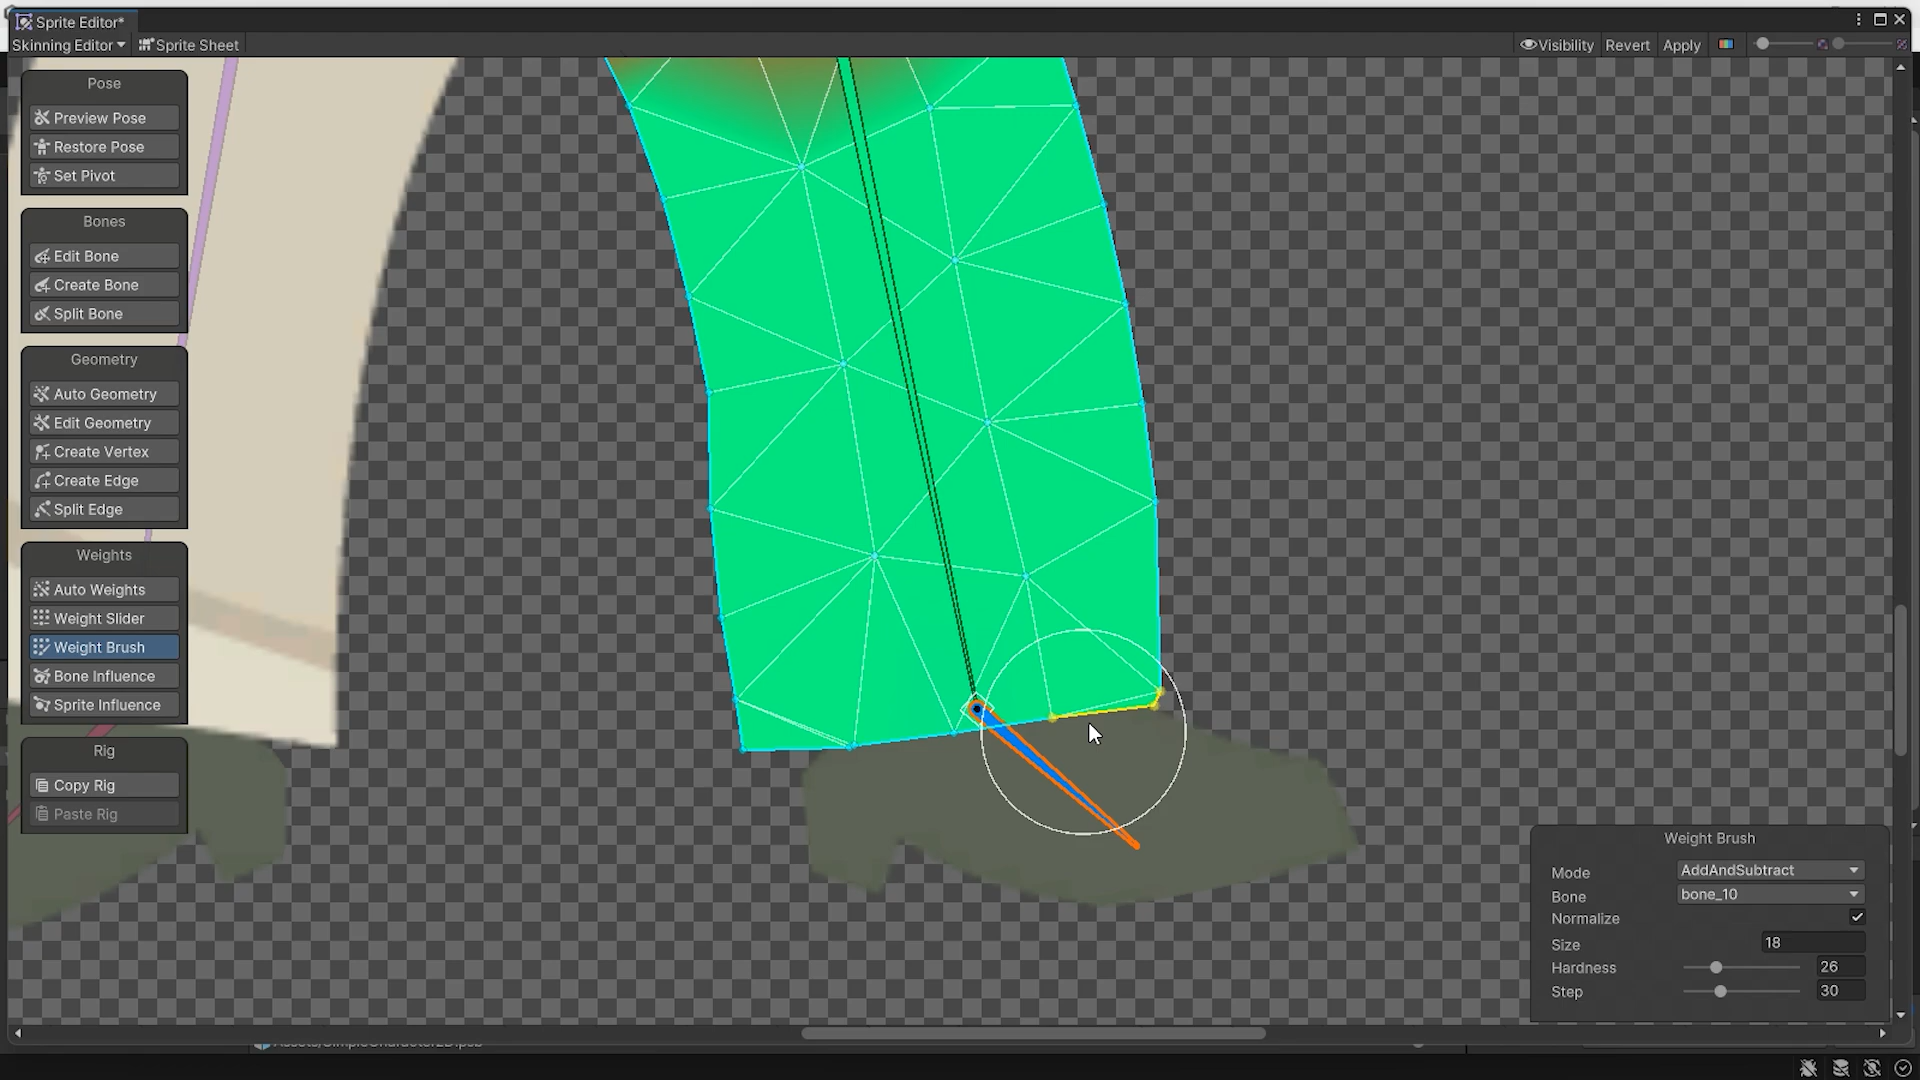 Sprite Editor*
Skinning Editor
Sprite Sheet
Visibility
Revert
Apply
Pose
Preview Pose
Restore Pose
Set Pivot
Bones
Edit Bone
Create Bone
Split Bone
Geometry
Auto Geometry
Edit Geometry
Create Vertex
Create Edge
Split Edge
Weights
Auto Weights
Weight Slider
Weight Brush
Bone Influence
Sprite Influence
Rig
Copy Rig
Paste Rig
Weight Brush
Mode AddAndSubtract
Bone bone_10
Normalize
Size 18
Hardness 26
Step 30